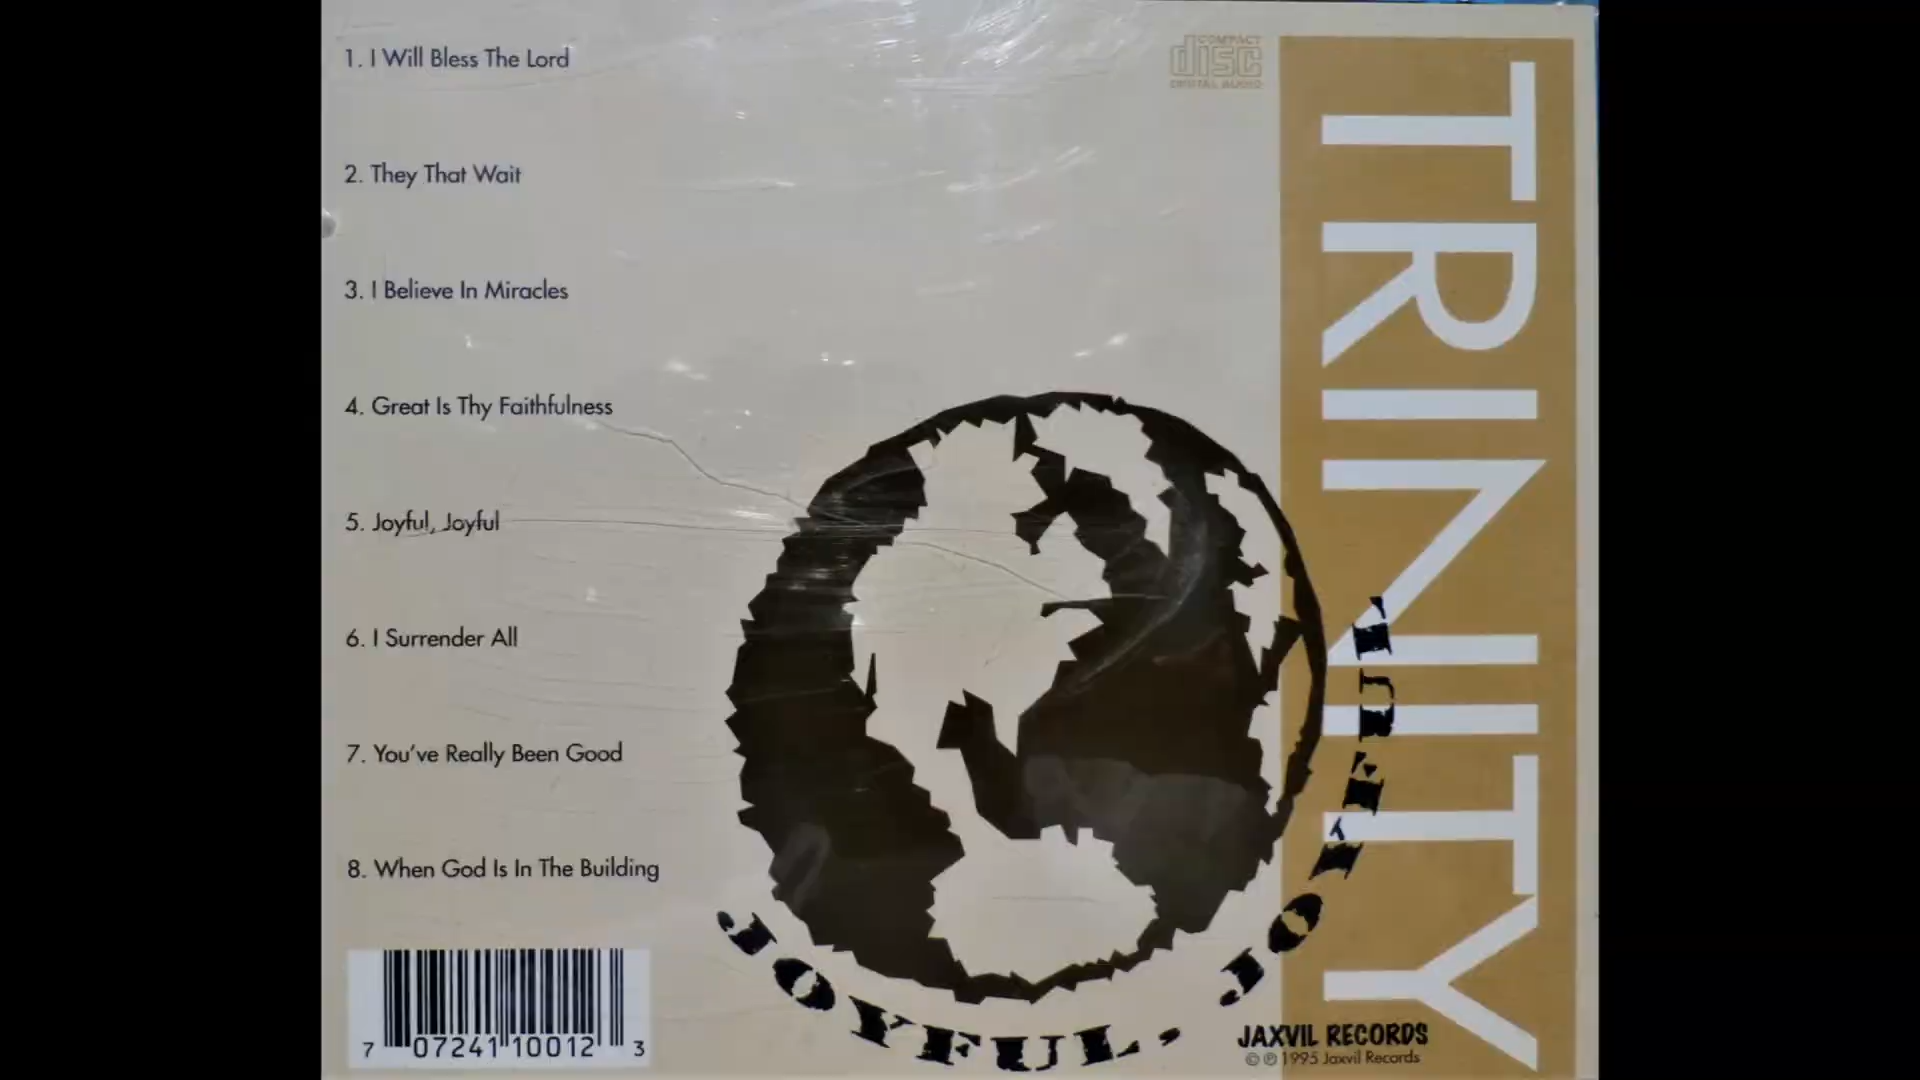 1. I Will Bless The Lord
2. They That Wait
3. I Believe In Miracles
4. Great Is Thy Faithfulness
5. Joyful, Joyful
6. I Surrender All
7. You've Really Been Good
8. When God Is In The Building
COMPACT
disc
DIGITAL AUDIO
TRINITY
JOYFUL, JOYFUL
7 07241 10012 3
JAXVIL RECORDS
© ℗ 1995 Jaxvil Records